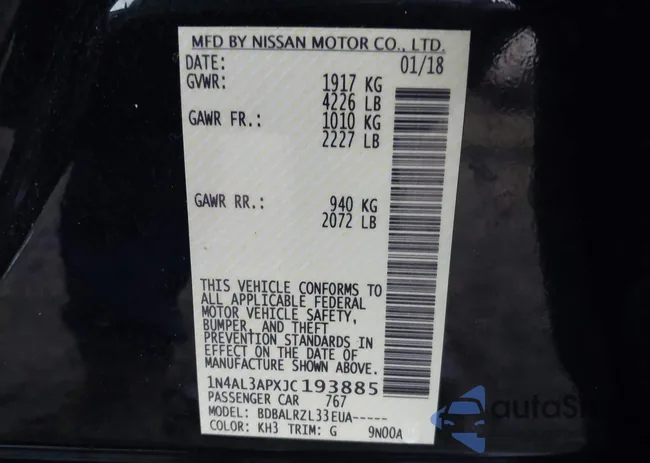 MFD BY NISSAN MOTOR CO., LTD.
DATE: 01/18
GVWR: 1917 KG
4226 LB
GAWR FR.: 1010 KG
2227 LB
GAWR RR.: 940 KG
2072 LB
THIS VEHICLE CONFORMS TO
ALL APPLICABLE FEDERAL
MOTOR VEHICLE SAFETY,
BUMPER, AND THEFT
PREVENTION STANDARDS IN
EFFECT ON THE DATE OF
MANUFACTURE SHOWN ABOVE.
1N4AL3APXJC193885
PASSENGER CAR 767
MODEL: BDBALRZL33EUA-----
COLOR: KH3 TRIM: G 9N00A